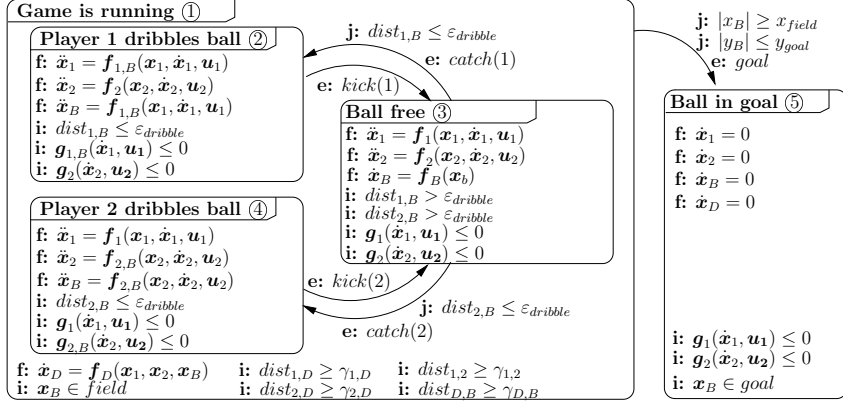 Game is running ①
Player 1 dribbles ball ②
f: ẍ₁ = f₁,B(x₁, ẋ₁, u₁)
f: ẍ₂ = f₂(x₂, ẋ₂, u₂)
f: ẍB = f₁,B(x₁, ẋ₁, u₁)
i: dist₁,B ≤ εdribble
i: g₁,B(ẋ₁, u₁) ≤ 0
i: g₂(ẋ₂, u₂) ≤ 0
j: dist₁,B ≤ εdribble
e: catch(1)
e: kick(1)
Ball free ③
f: ẍ₁ = f₁(x₁, ẋ₁, u₁)
f: ẍ₂ = f₂(x₂, ẋ₂, u₂)
f: ẋB = fB(xb)
i: dist₁,B > εdribble
i: dist₂,B > εdribble
i: g₁(ẋ₁, u₁) ≤ 0
i: g₂(ẋ₂, u₂) ≤ 0
Player 2 dribbles ball ④
f: ẍ₁ = f₁(x₁, ẋ₁, u₁)
f: ẍ₂ = f₂,B(x₂, ẋ₂, u₂)
f: ẍB = f₂,B(x₂, ẋ₂, u₂)
i: dist₂,B ≤ εdribble
i: g₁(ẋ₁, u₁) ≤ 0
i: g₂,B(ẋ₂, u₂) ≤ 0
e: kick(2)
j: dist₂,B ≤ εdribble
e: catch(2)
f: ẋD = fD(x₁, x₂, xB) i: dist₁,D ≥ γ₁,D i: dist₁,₂ ≥ γ₁,₂
i: xB ∈ field i: dist₂,D ≥ γ₂,D i: distD,B ≥ γD,B
j: |xB| ≥ xfield
j: |yB| ≤ ygoal
e: goal
Ball in goal ⑤
f: ẋ₁ = 0
f: ẋ₂ = 0
f: ẋB = 0
f: ẋD = 0
i: g₁(ẋ₁, u₁) ≤ 0
i: g₂(ẋ₂, u₂) ≤ 0
i: xB ∈ goal